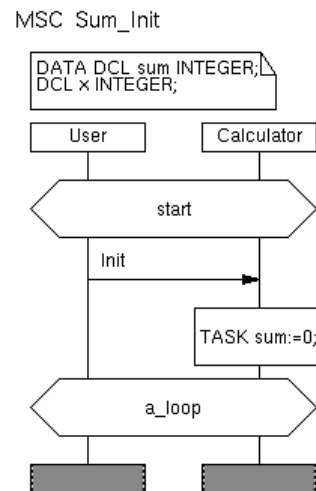 MSC Sum_Init
DATA DCL sum INTEGER;
DCL x INTEGER;
User
Calculator
start
Init
TASK sum:=0;
a_loop